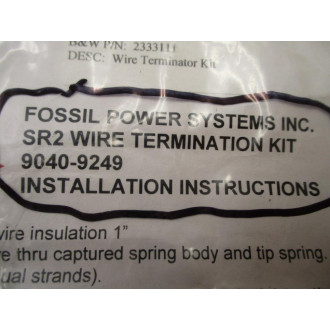 B&W P/N: 2333111
DESC: Wire Terminator Kit
FOSSIL POWER SYSTEMS INC.
SR2 WIRE TERMINATION KIT
9040-9249
INSTALLATION INSTRUCTIONS
wire insulation 1"
thru captured spring body and tip spring.
strands).